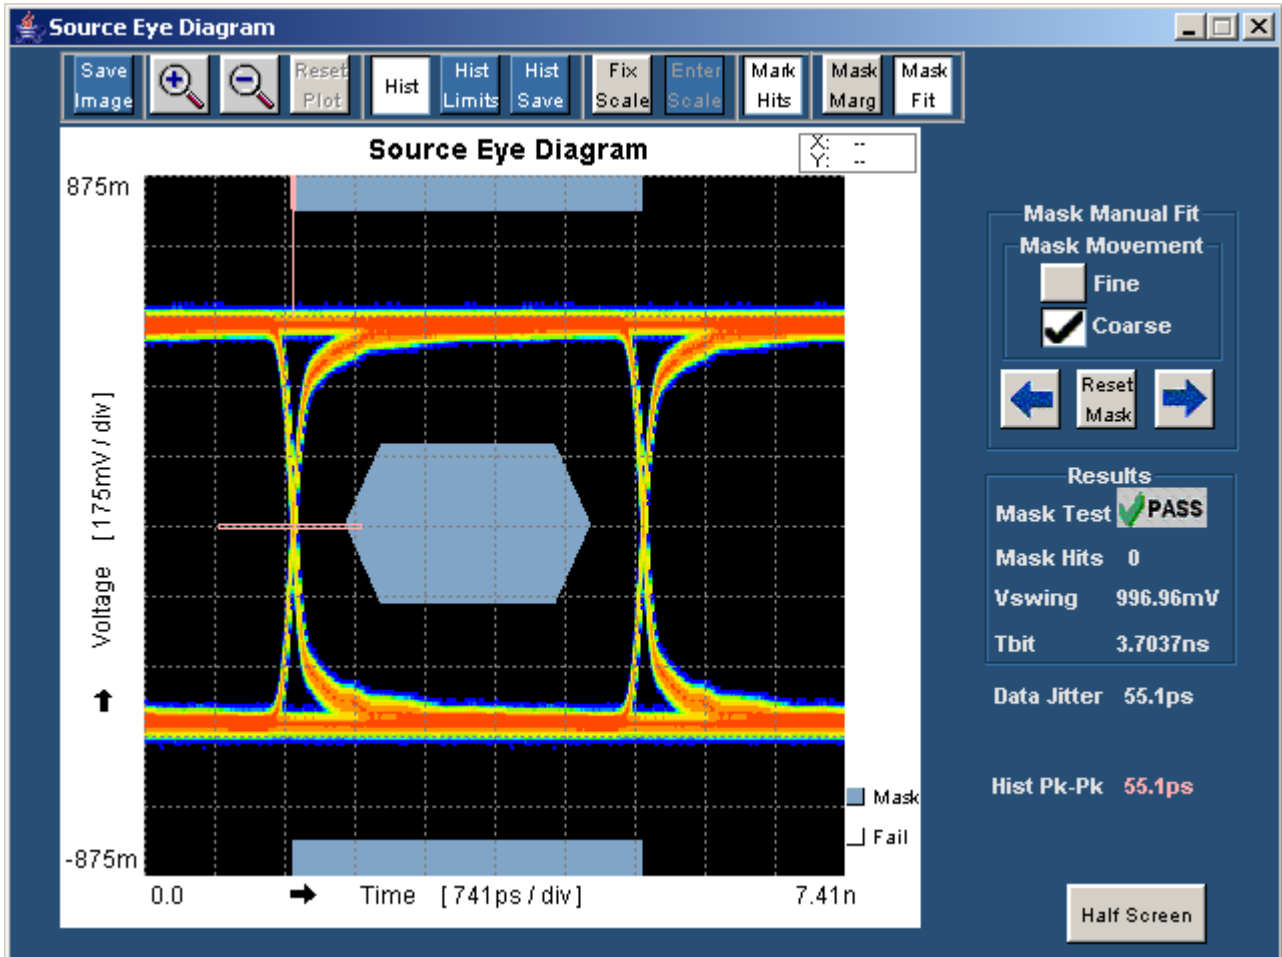 Source Eye Diagram
Save Image
Reset Plot
Hist
Hist Limits
Hist Save
Fix Scale
Enter Scale
Mark Hits
Mask Marg
Mask Fit
Source Eye Diagram
X: --
Y: --
875m
Voltage [175mV / div]
-875m
0.0
Time [741ps / div]
7.41n
Mask
Fail
Mask Manual Fit
Mask Movement
Fine
Coarse
Reset Mask
Results
Mask Test PASS
Mask Hits 0
Vswing 996.96mV
Tbit 3.7037ns
Data Jitter 55.1ps
Hist Pk-Pk 55.1ps
Half Screen